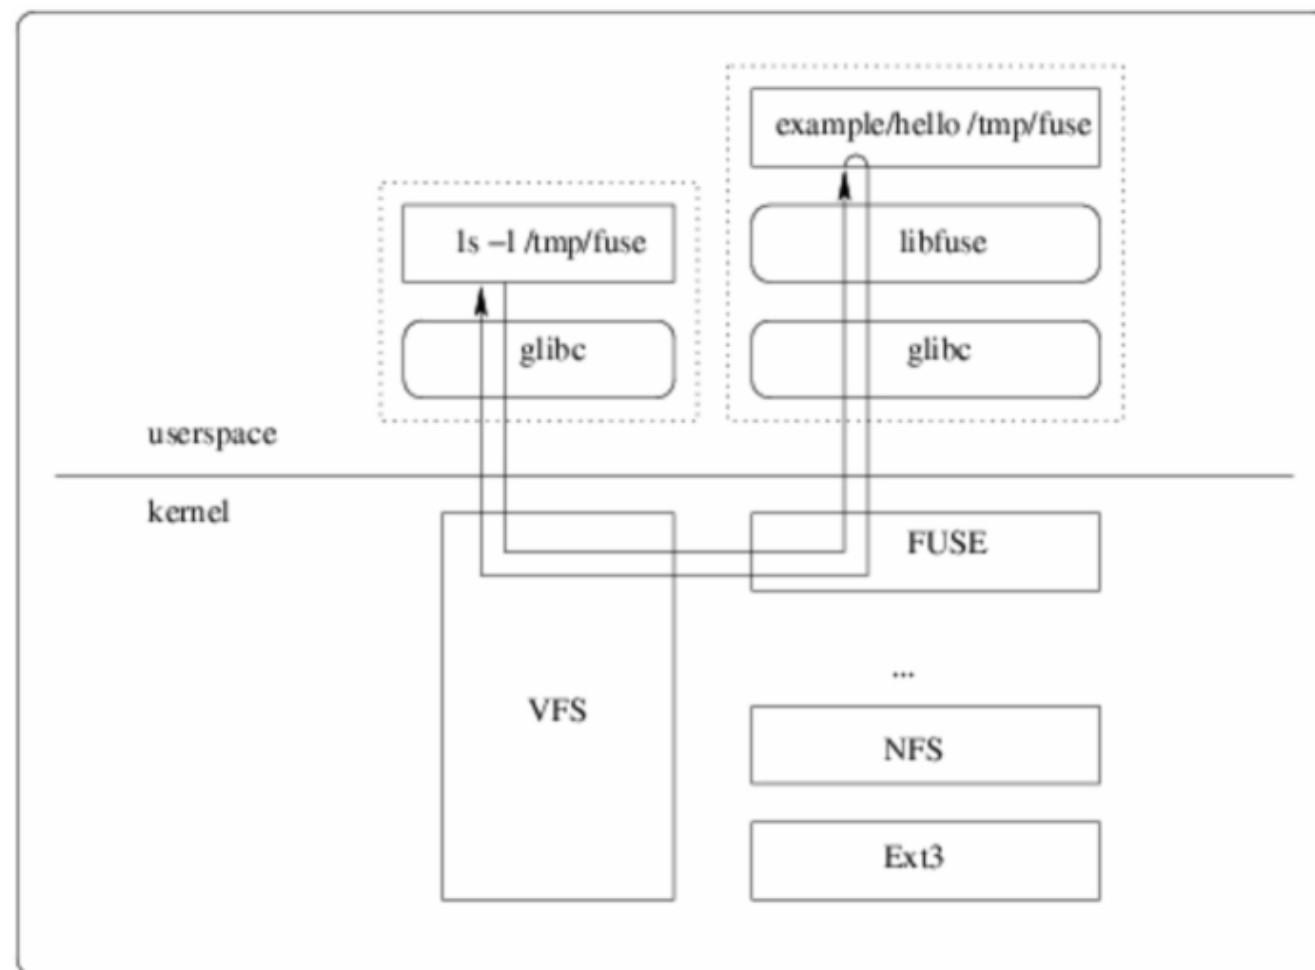 example/hello /tmp/fuse
ls –l /tmp/fuse
libfuse
glibc
glibc
userspace
kernel
FUSE
...
VFS
NFS
Ext3